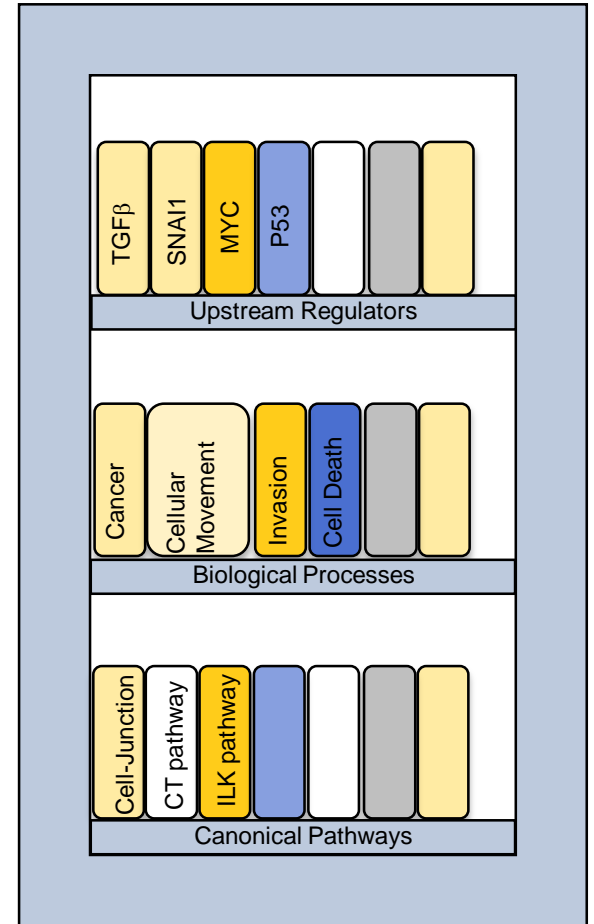 TGFβ
SNAI1
MYC
P53
Upstream Regulators
Cancer
Cellular
Movement
Invasion
Cell Death
Biological Processes
Cell-Junction
CT pathway
ILK pathway
Canonical Pathways